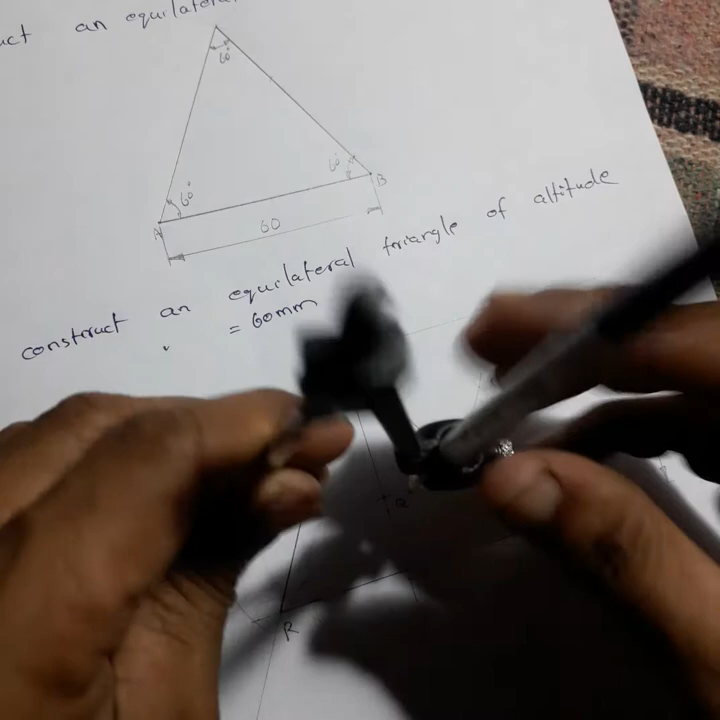 an equilateral
60°
60°
60°
A
B
60
construct an equilateral triangle of altitude
= 60mm
R